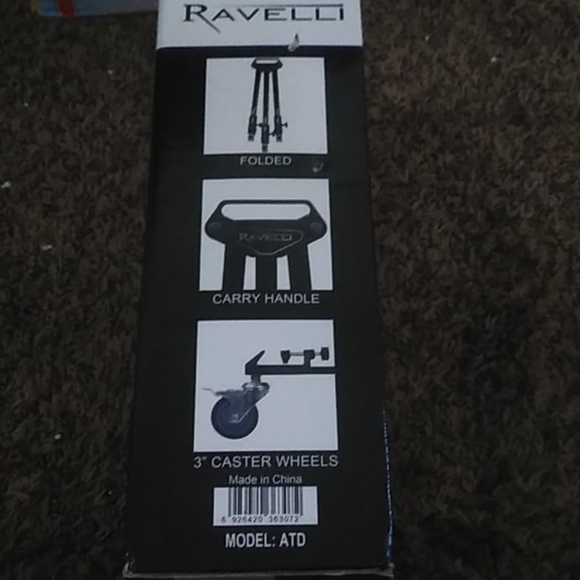 RAVELLI
FOLDED
RAVELLI
CARRY HANDLE
3" CASTER WHEELS
Made in China
6 926420 363072
MODEL: ATD